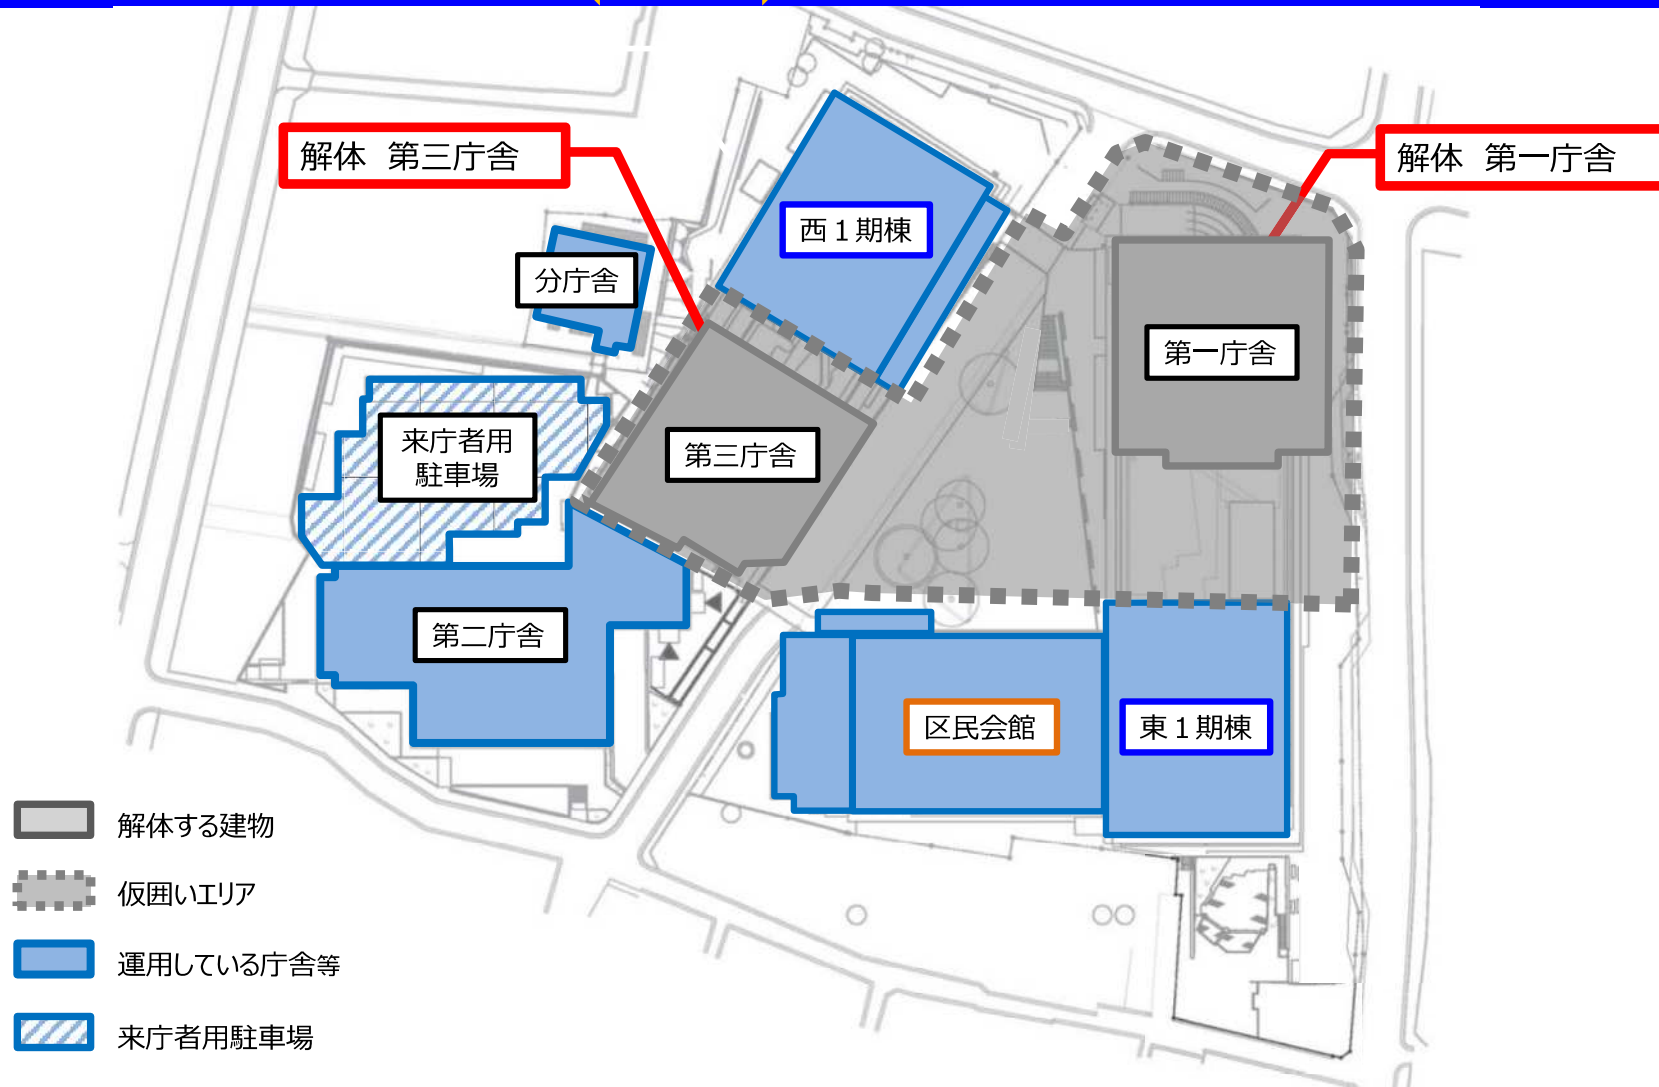 解体　第三庁舎
解体　第一庁舎
西１期棟
分庁舎
第一庁舎
来庁者用
駐車場
第三庁舎
第二庁舎
区民会館
東１期棟
解体する建物
仮囲いエリア
運用している庁舎等
来庁者用駐車場